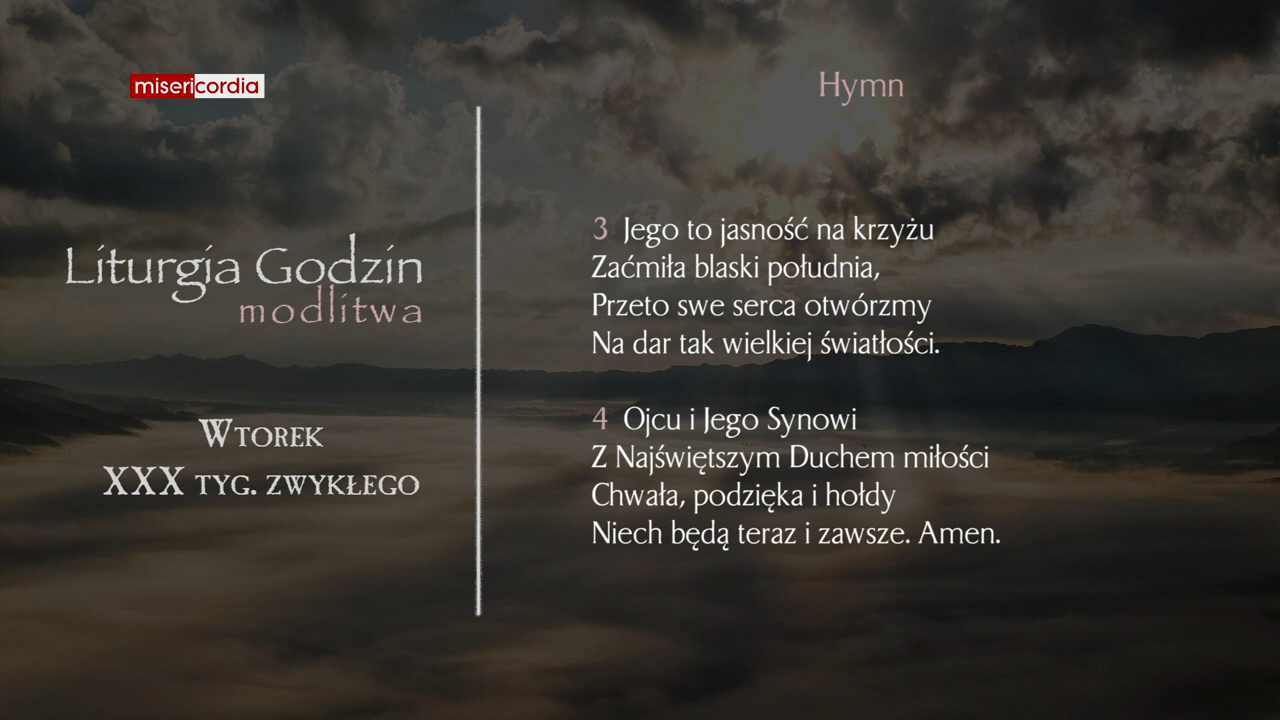 misericordia
Liturgia Godzin
modlitwa
Wtorek
XXX tyg. zwykłego
Hymn
3 Jego to jasność na krzyżu
Zaćmiła blaski południa,
Przeto swe serca otwórzmy
Na dar tak wielkiej światłości.
4 Ojcu i Jego Synowi
Z Najświętszym Duchem miłości
Chwała, podzięka i hołdy
Niech będą teraz i zawsze. Amen.